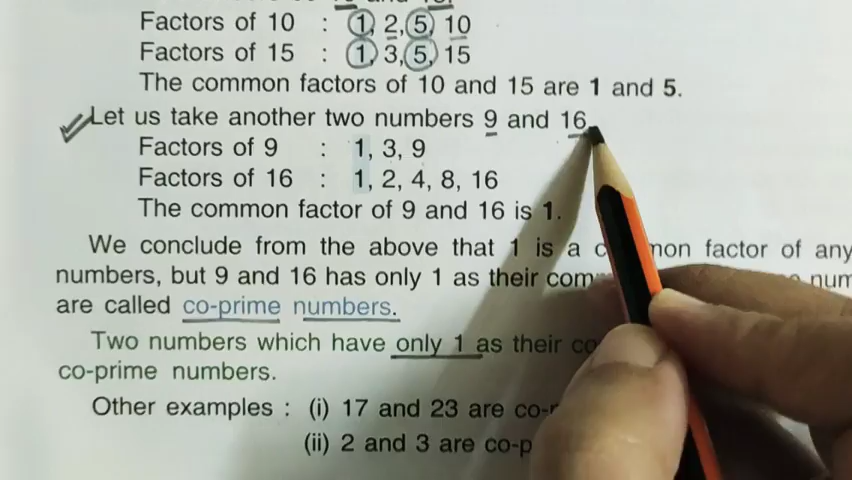 Factors of 10 : 1, 2, 5, 10
Factors of 15 : 1, 3, 5, 15
The common factors of 10 and 15 are 1 and 5.
Let us take another two numbers 9 and 16.
Factors of 9 : 1, 3, 9
Factors of 16 : 1, 2, 4, 8, 16
The common factor of 9 and 16 is 1.
We conclude from the above that 1 is a factor of any
numbers, but 9 and 16 has only 1 as their
are called co-prime numbers.
Two numbers which have only 1 as their
co-prime numbers.
Other examples : (i) 17 and 23 are
(ii) 2 and 3 are